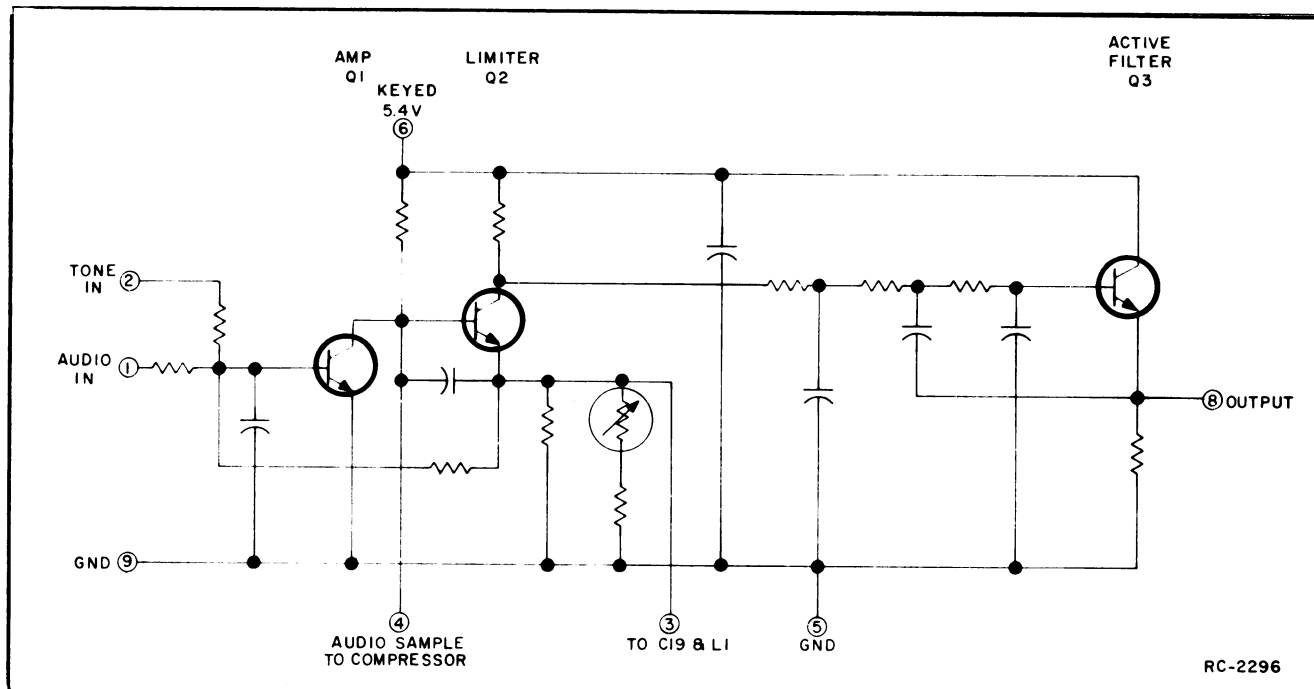 AMP
Q1
LIMITER
Q2
ACTIVE
FILTER
Q3
KEYED
5.4V
6
TONE
IN
2
AUDIO
IN
1
8 OUTPUT
GND 9
4
AUDIO SAMPLE
TO COMPRESSOR
3
TO C19 & L1
5
GND
RC-2296